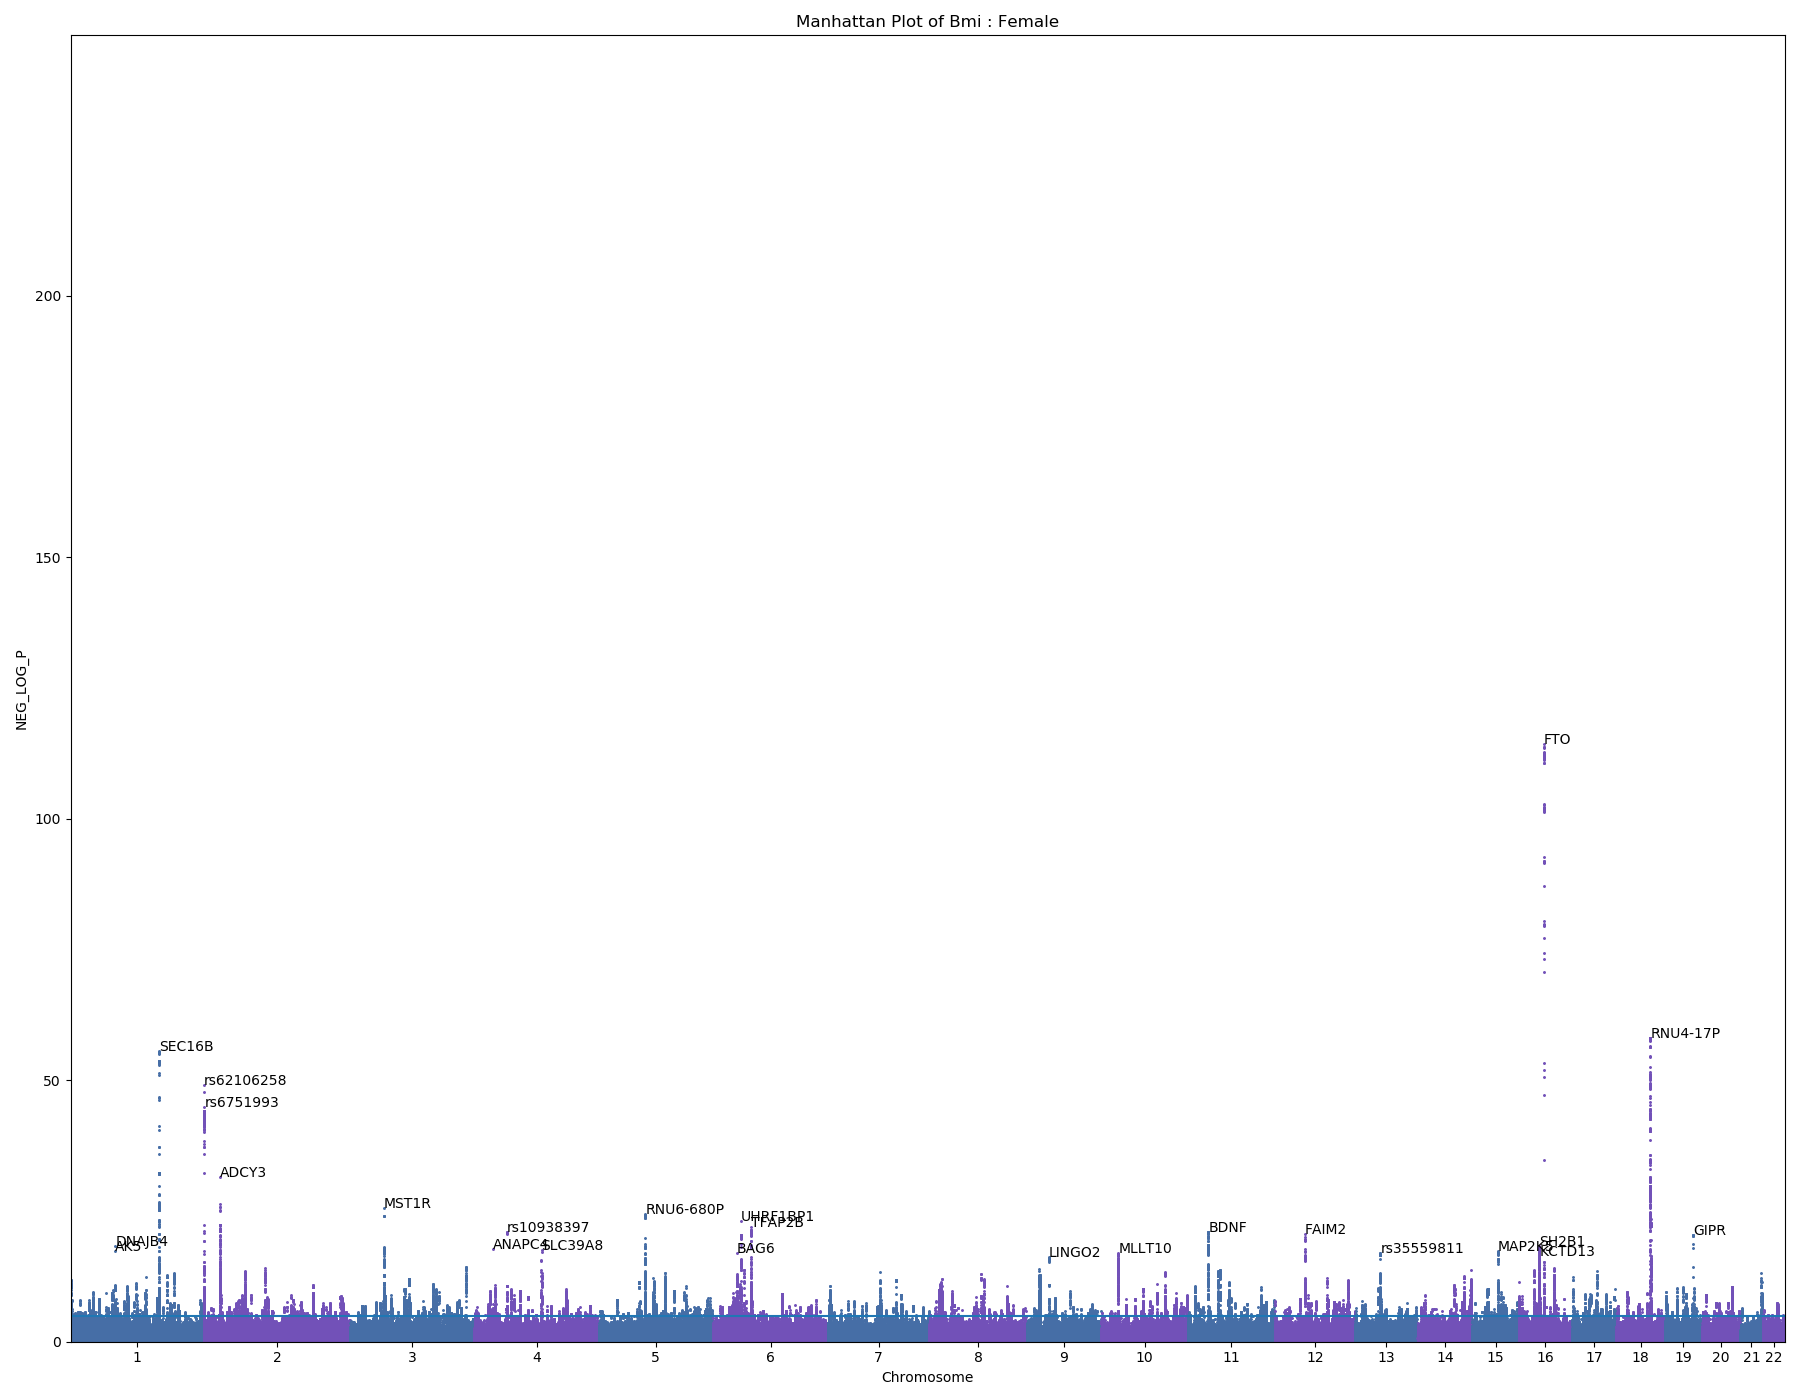 Manhattan Plot of Bmi : Female
NEG_LOG_P
200
150
100
50
0
FTO
RNU4-17P
SEC16B
rs62106258
rs6751993
ADCY3
MST1R
RNU6-680P
UHRF1BP1
TFAP2B
rs10938397
BDNF
FAIM2
GIPR
DNAJB4
AK5
ANAPC4
SLC39A8
BAG6
LINGO2
MLLT10
rs35559811
MAP2K5
SH2B1
KCTD13
1 2 3 4 5 6 7 8 9 10 11 12 13 14 15 16 17 18 19 20 21 22
Chromosome